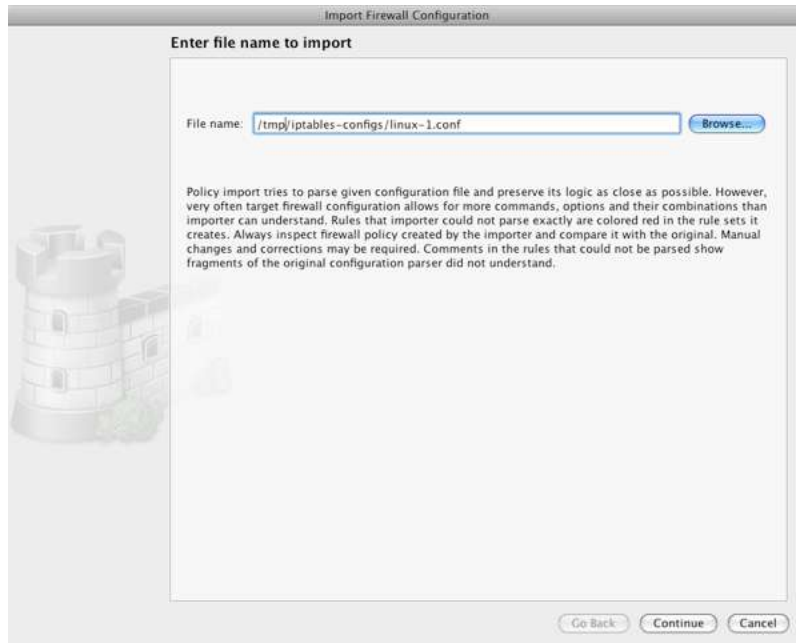 Import Firewall Configuration
Enter file name to import
File name: /tmp/iptables-configs/linux-1.conf Browse...
Policy import tries to parse given configuration file and preserve its logic as close as possible. However,
very often target firewall configuration allows for more commands, options and their combinations than
importer can understand. Rules that importer could not parse exactly are colored red in the rule sets it
creates. Always inspect firewall policy created by the importer and compare it with the original. Manual
changes and corrections may be required. Comments in the rules that could not be parsed show
fragments of the original configuration parser did not understand.
Go Back Continue Cancel